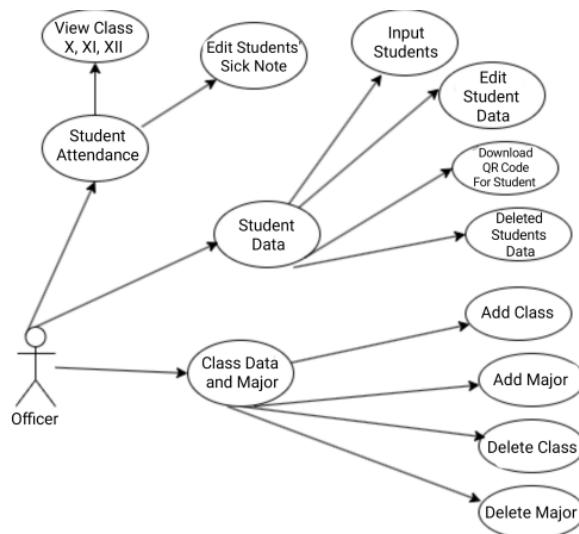 View Class
X, XI, XII
Edit Students'
Sick Note
Input
Students
Edit
Student
Data
Student
Attendance
Download
QR Code
For Student
Student
Data
Deleted
Students
Data
Add Class
Class Data
and Major
Add Major
Officer
Delete Class
Delete Major